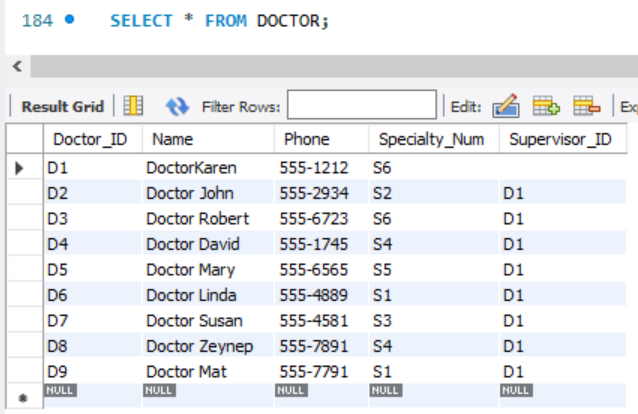 184 SELECT * FROM DOCTOR;
Result Grid Filter Rows: Edit:
Doctor_ID Name Phone Specialty_Num Supervisor_ID
D1 DoctorKaren 555-1212 S6
D2 Doctor John 555-2934 S2 D1
D3 Doctor Robert 555-6723 S6 D1
D4 Doctor David 555-1745 S4 D1
D5 Doctor Mary 555-6565 S5 D1
D6 Doctor Linda 555-4889 S1 D1
D7 Doctor Susan 555-4581 S3 D1
D8 Doctor Zeynep 555-7891 S4 D1
D9 Doctor Mat 555-7791 S1 D1
NULL NULL NULL NULL NULL